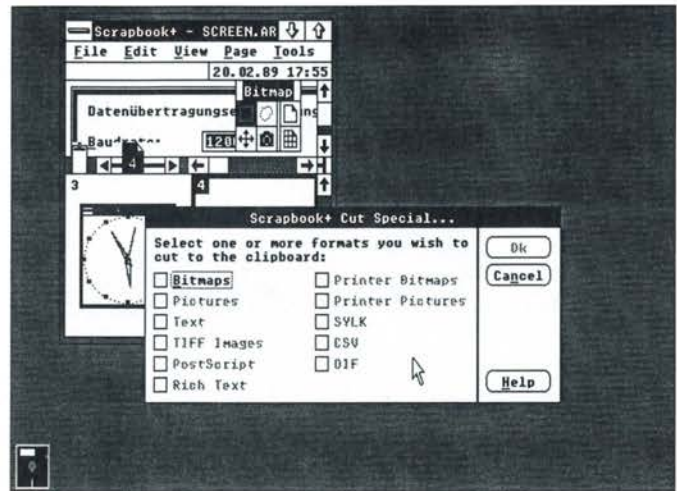 Scrapbook+ - SCREEN.AR
File Edit View Page Tools
20.02.89 17:55
Bitmap
Datenübertragungse ng
Baudrate:
4
3 4
Scrapbook+ Cut Special...
Select one or more formats you wish to
cut to the clipboard:
Bitmaps
Pictures
Text
TIFF Images
PostScript
Rich Text
Printer Bitmaps
Printer Pictures
SYLK
CSV
DIF
Ok
Cancel
Help